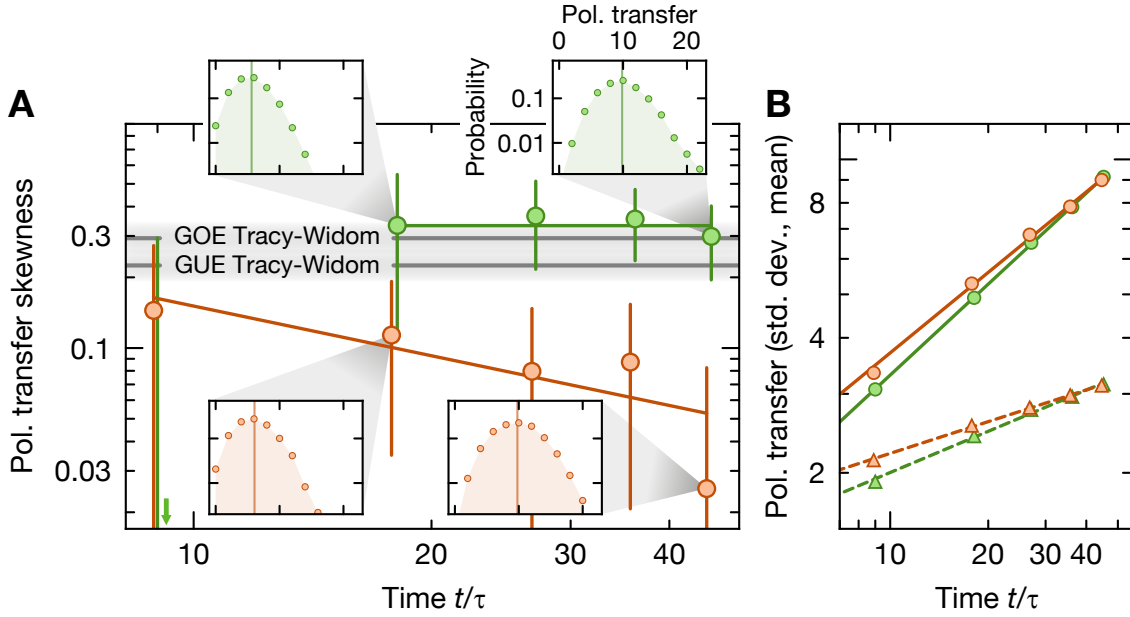 Pol. transfer
0 10 20
A
Probability
0.1
0.01
B
Pol. transfer skewness
0.3
0.1
0.03
GOE Tracy-Widom
GUE Tracy-Widom
10 20 30 40
Time t/τ
Pol. transfer (std. dev., mean)
8
4
2
10 20 30 40
Time t/τ